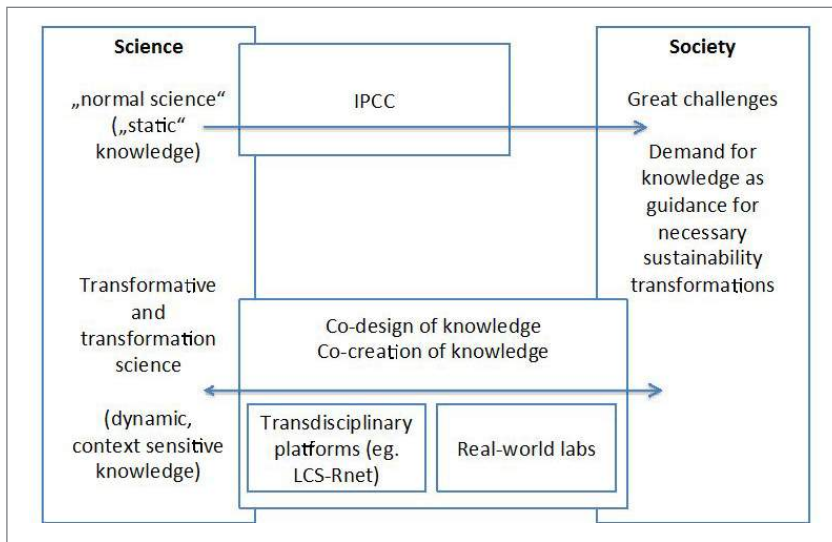 Science
„normal science“
(„static“
knowledge)
Transformative
and
transformation
science
(dynamic,
context sensitive
knowledge)
IPCC
Co-design of knowledge
Co-creation of knowledge
Transdisciplinary
platforms (eg.
LCS-Rnet)
Real-world labs
Society
Great challenges
Demand for
knowledge as
guidance for
necessary
sustainability
transformations